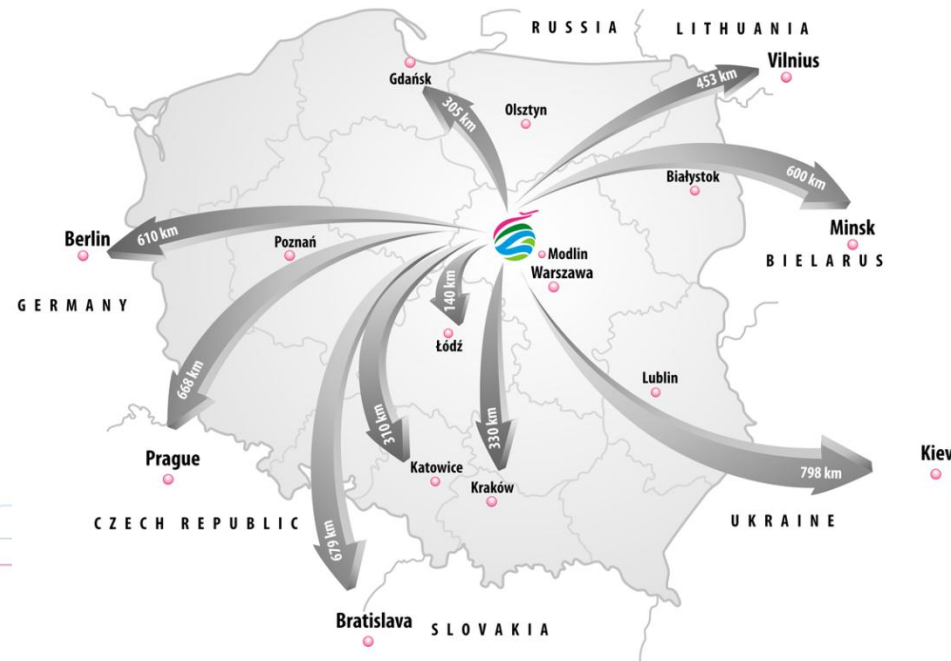 RUSSIA
LITHUANIA
Vilnius
Gdańsk
453 km
305 km
Olsztyn
Białystok
600 km
Minsk
BIELARUS
Berlin
610 km
Poznań
Modlin
Warszawa
GERMANY
140 km
Łódź
668 km
Lublin
310 km
330 km
Prague
Katowice
Kraków
798 km
Kiev
CZECH REPUBLIC
679 km
UKRAINE
Bratislava
SLOVAKIA